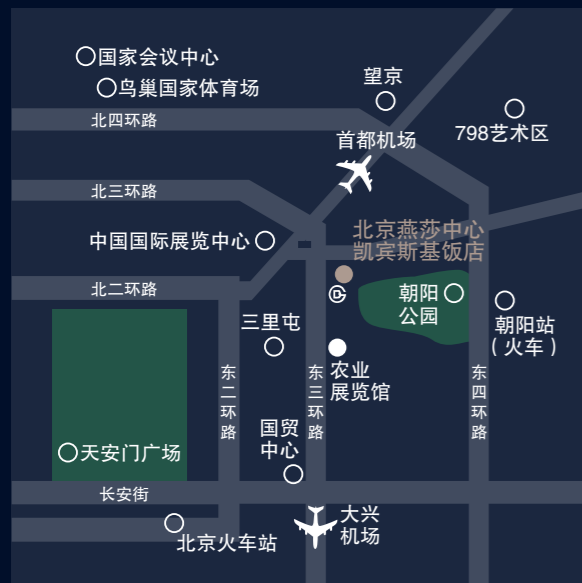 国家会议中心
鸟巢国家体育场
望京
798艺术区
北四环路
首都机场
北三环路
中国国际展览中心
北京燕莎中心
凯宾斯基饭店
北二环路
朝阳
公园
三里屯
朝阳站
(火车)
东二环路
东三环路
农业
展览馆
东四环路
国贸
中心
天安门广场
长安街
大兴
机场
北京火车站